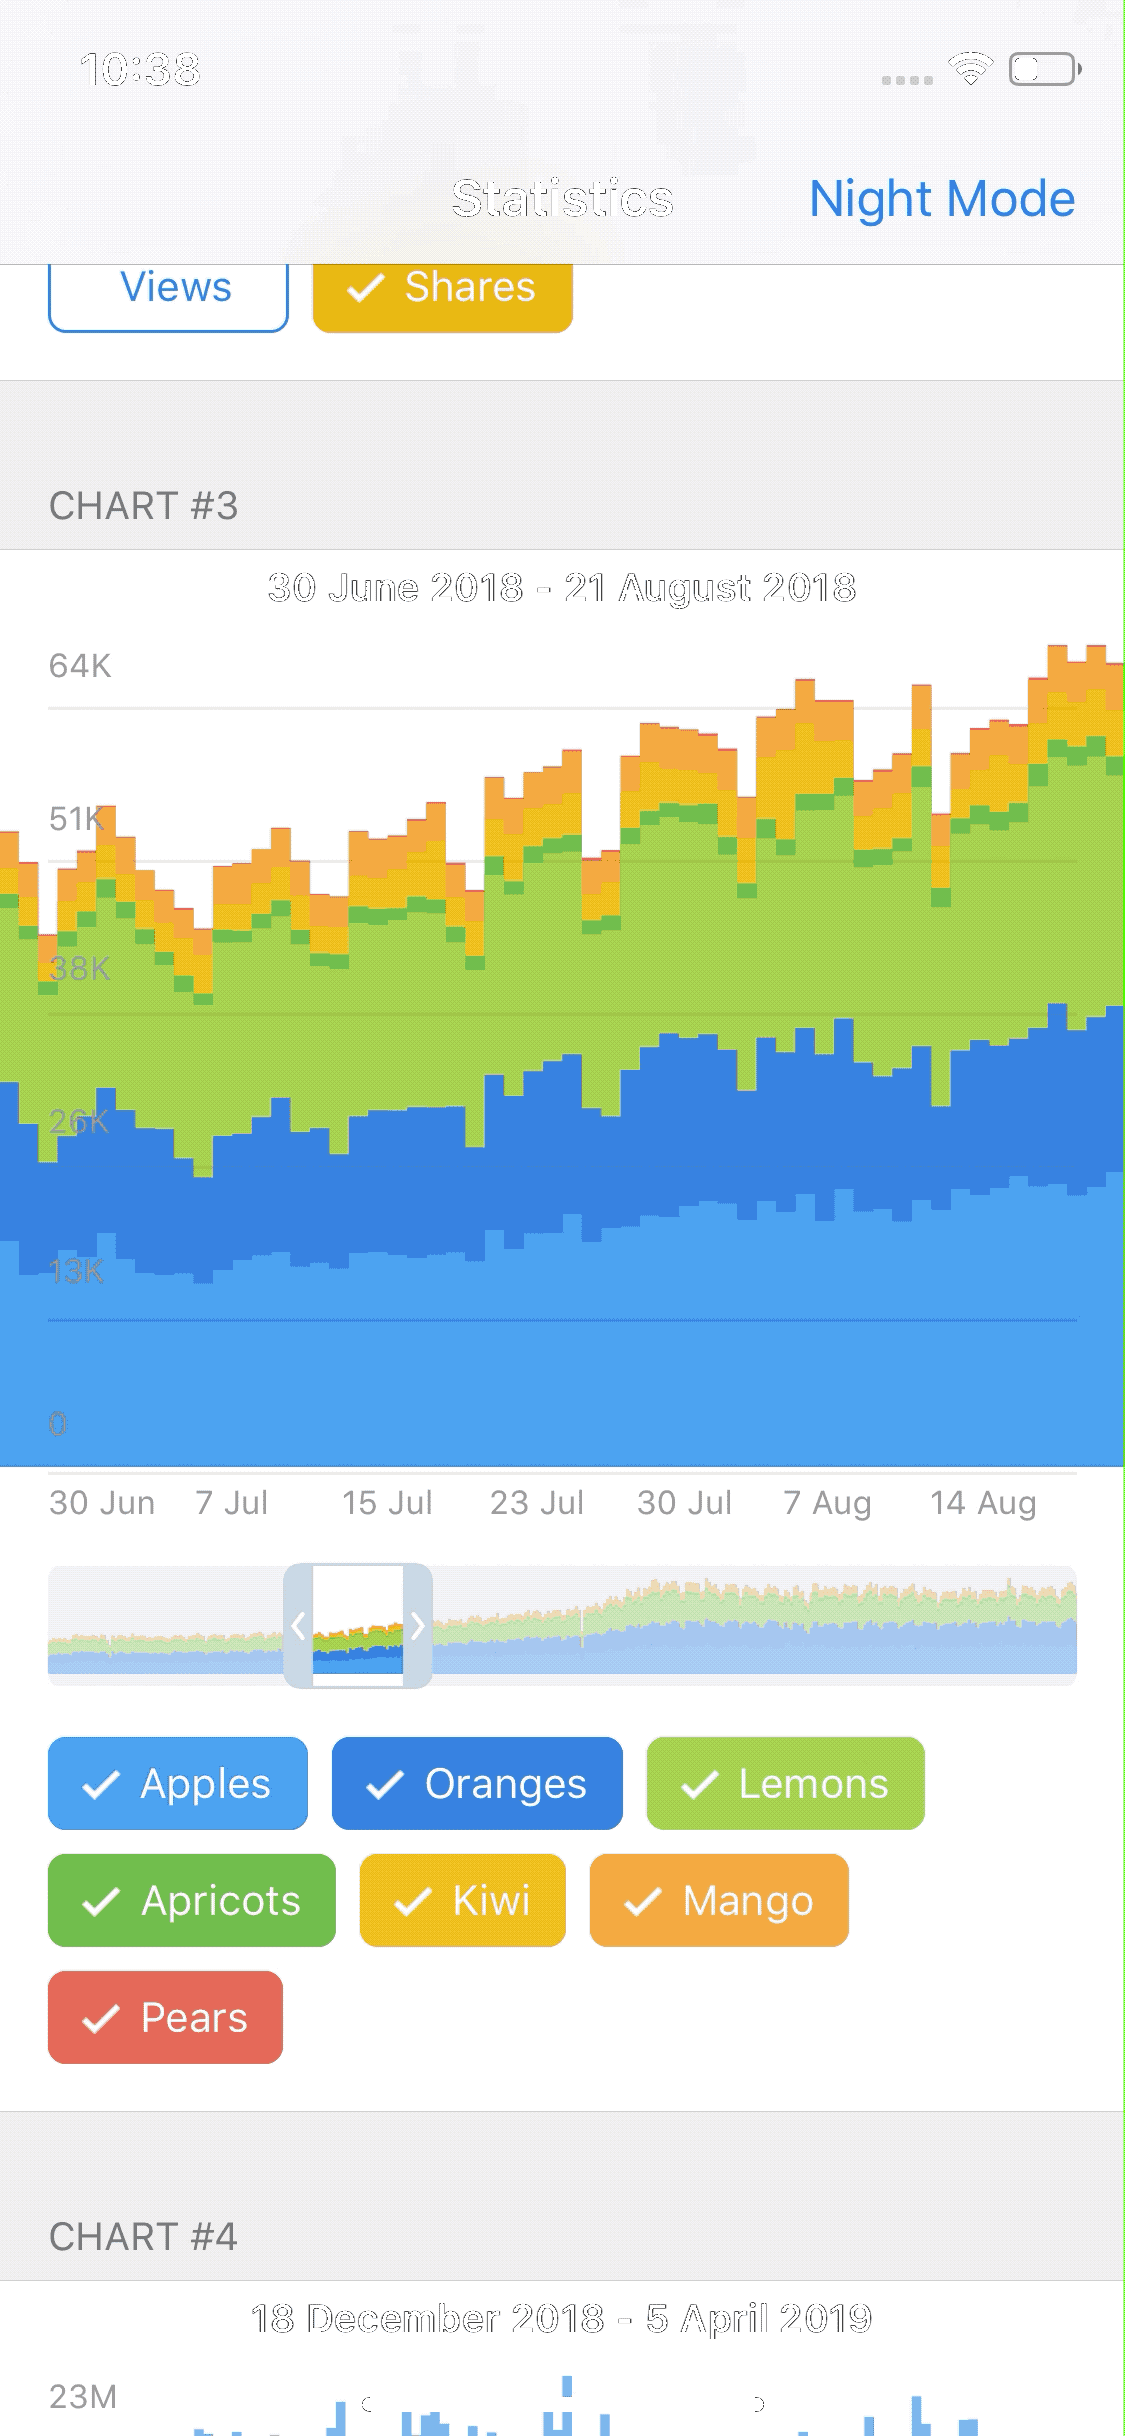 10:38
Statistics Night Mode
Views Shares
CHART #3
30 June 2018 - 21 August 2018
64K
51K
38K
26K
13K
0
30 Jun 7 Jul 15 Jul 23 Jul 30 Jul 7 Aug 14 Aug
Apples Oranges Lemons
Apricots Kiwi Mango
Pears
CHART #4
18 December 2018 - 5 April 2019
23M